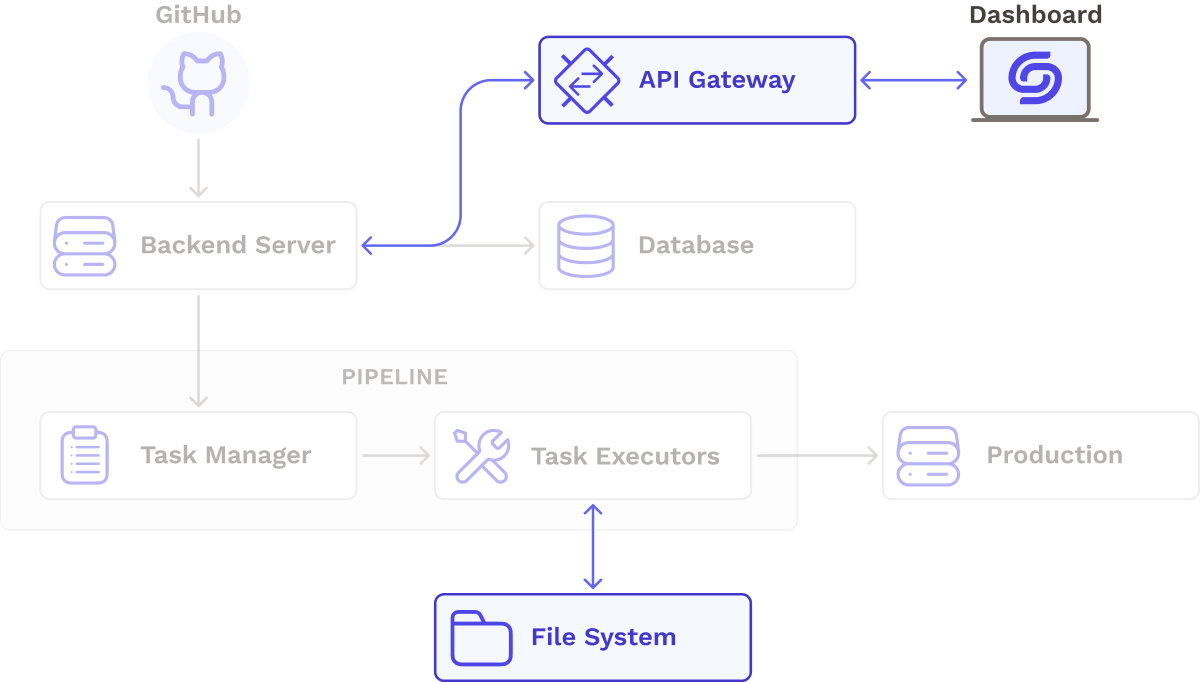 GitHub
Dashboard
API Gateway
Backend Server
Database
PIPELINE
Task Manager
Task Executors
Production
File System